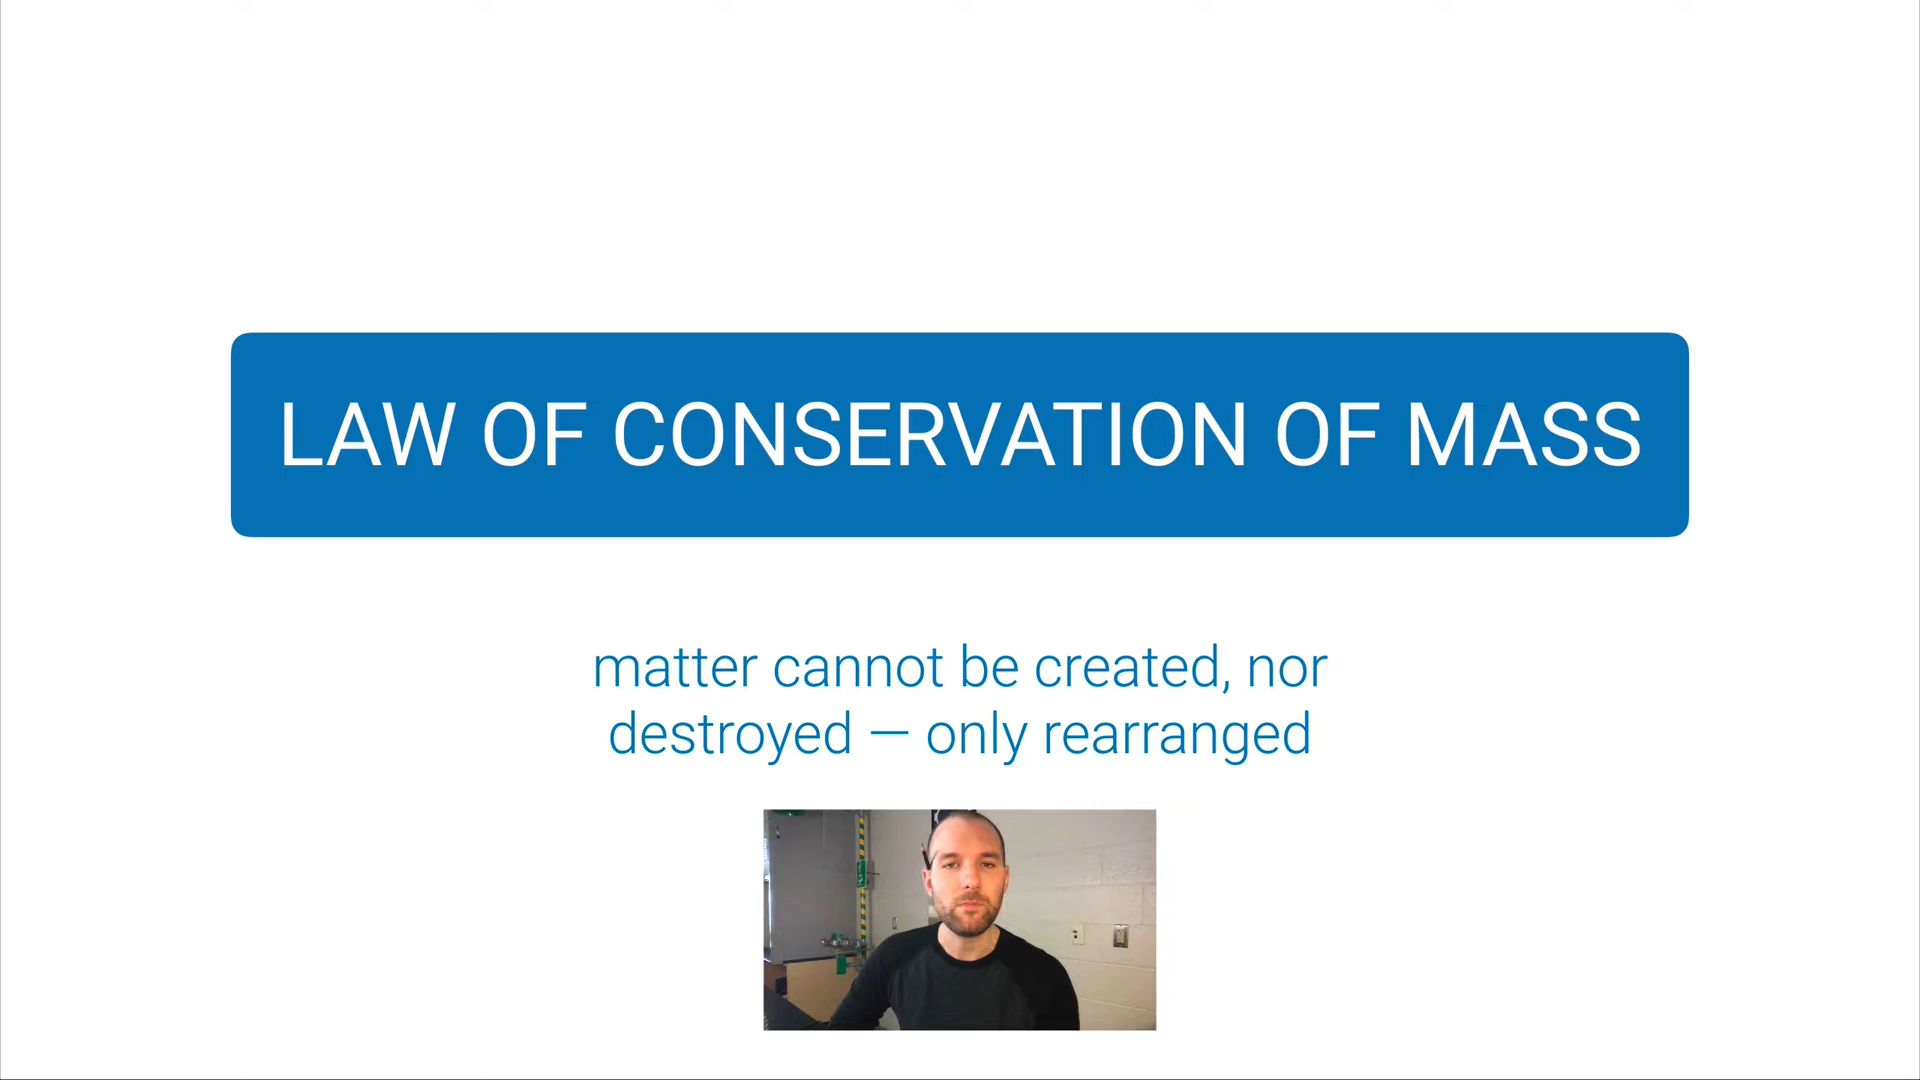 LAW OF CONSERVATION OF MASS
matter cannot be created, nor
destroyed — only rearranged